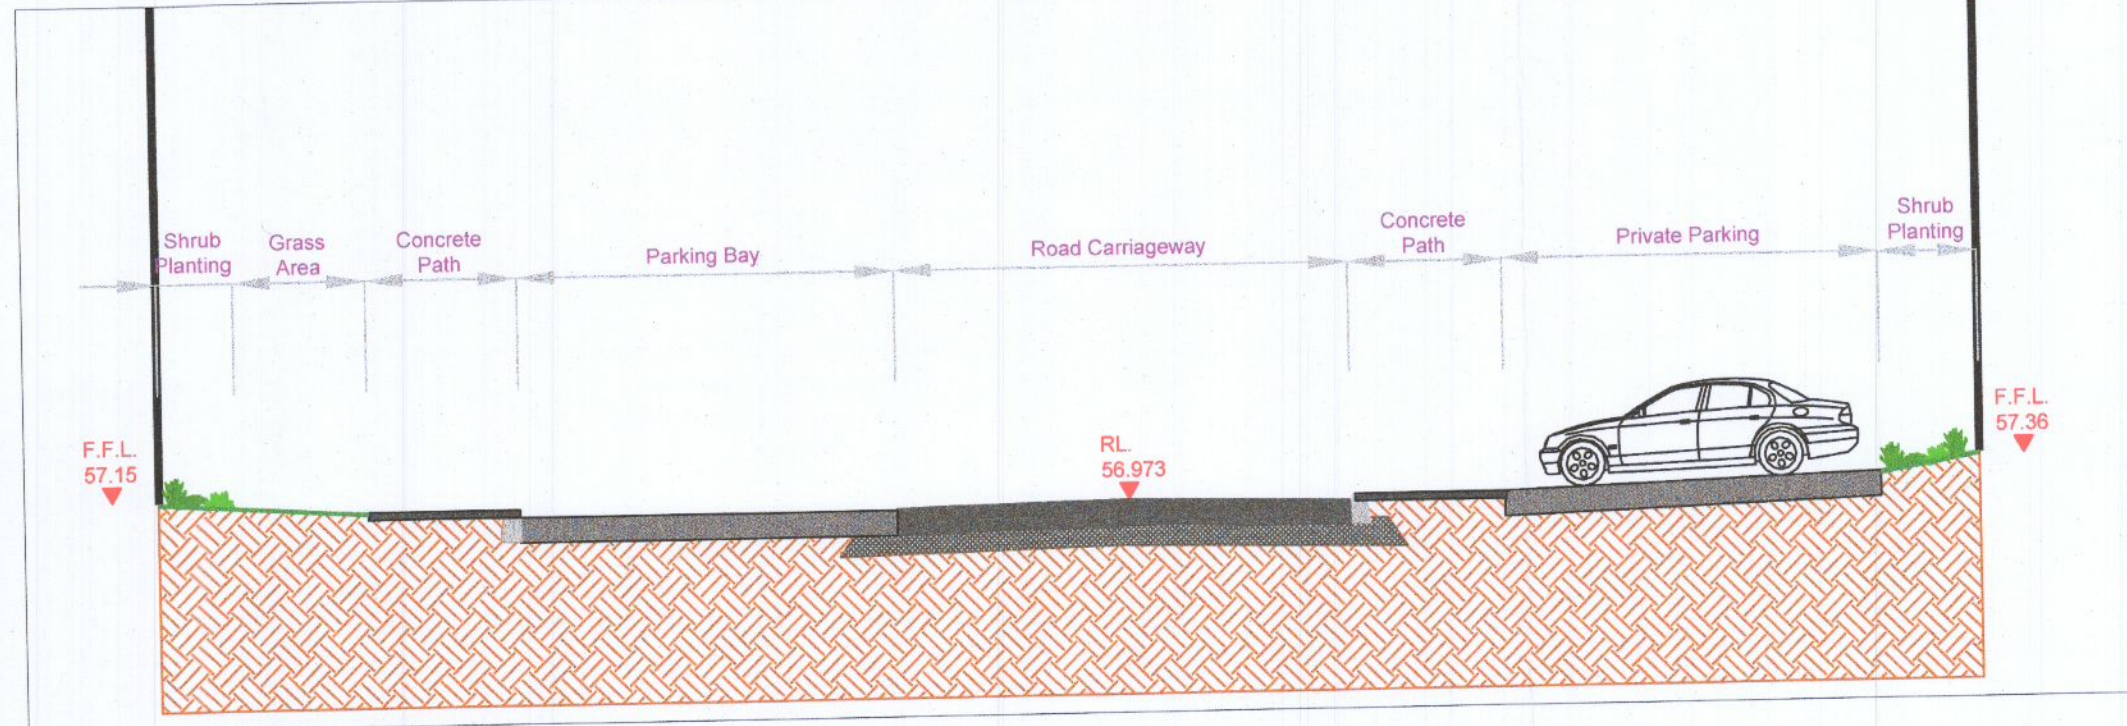 Shrub
Planting
Grass
Area
Concrete
Path
Parking Bay
Road Carriageway
Concrete
Path
Private Parking
Shrub
Planting
F.F.L.
57.15
RL.
56.973
F.F.L.
57.36